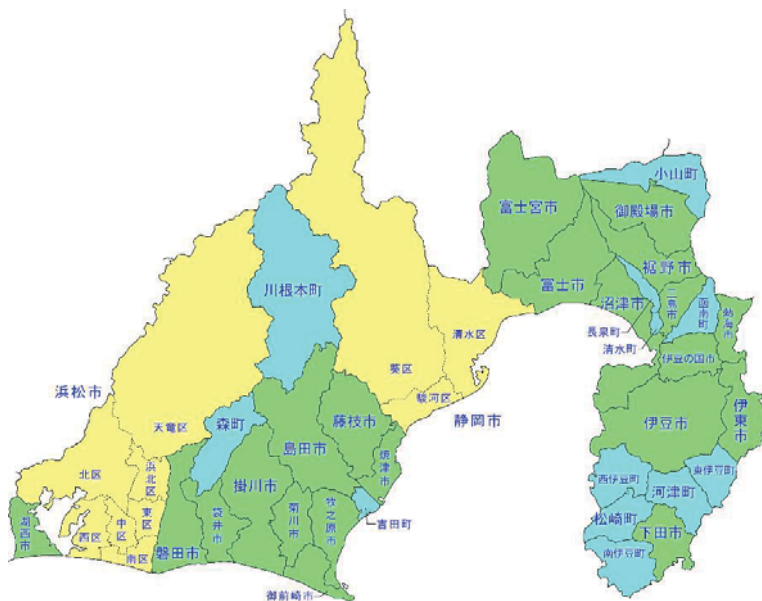 小山町
富士宮市
御殿場市
裾野市
川根本町
富士市
沼津市
三島市
函南町
熱海市
長泉町
清水町
清水区
伊豆の国市
葵区
浜松市
駿河区
静岡市
伊豆市
伊東市
天竜区
森町
藤枝市
島田市
焼津市
北区
浜北区
掛川市
西伊豆町
東伊豆町
河津町
湖西市
西区
中区
東区
南区
磐田市
袋井市
菊川市
牧之原市
吉田町
松崎町
下田市
南伊豆町
御前崎市